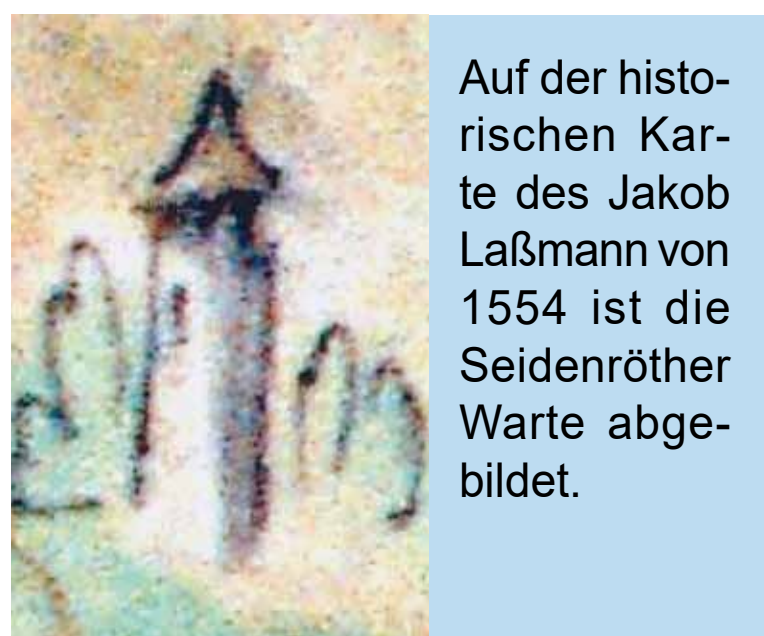 Auf der histo-
rischen Kar-
te des Jakob
Laßmann von
1554 ist die
Seidenröther
Warte abge-
bildet.